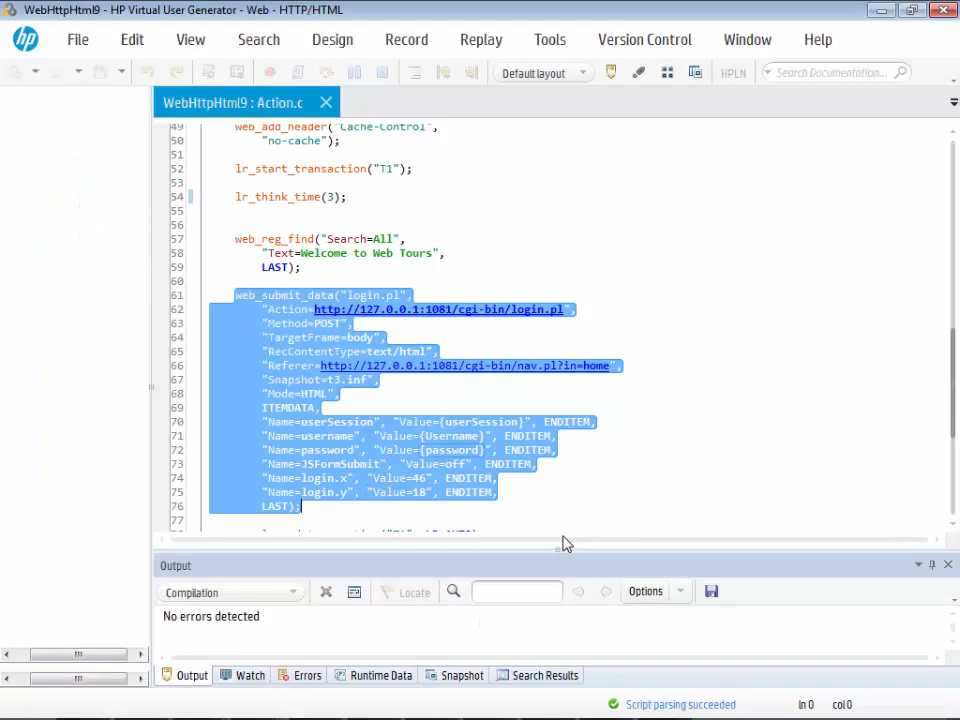 WebHttpHtml9 - HP Virtual User Generator - Web - HTTP/HTML
hp File Edit View Search Design Record Replay Tools Version Control Window Help
Default layout HPLN Search Documentation...
WebHttpHtml9 : Action.c
49 web_add_header("Cache-Control",
50 "no-cache");
51
52 lr_start_transaction("T1");
53
54 lr_think_time(3);
55
56
57 web_reg_find("Search=All",
58 "Text=Welcome to Web Tours",
59 LAST);
60
61 web_submit_data("login.pl",
62 "Action=http://127.0.0.1:1081/cgi-bin/login.pl",
63 "Method=POST",
64 "TargetFrame=body",
65 "RecContentType=text/html",
66 "Referer=http://127.0.0.1:1081/cgi-bin/nav.pl?in=home",
67 "Snapshot=t3.inf",
68 "Mode=HTML",
69 ITEMDATA,
70 "Name=userSession", "Value={userSession}", ENDITEM,
71 "Name=username", "Value={Username}", ENDITEM,
72 "Name=password", "Value={password}", ENDITEM,
73 "Name=JSFormSubmit", "Value=off", ENDITEM,
74 "Name=login.x", "Value=46", ENDITEM,
75 "Name=login.y", "Value=18", ENDITEM,
76 LAST);
77
Output
Compilation Locate Options
No errors detected
Output Watch Errors Runtime Data Snapshot Search Results
Script parsing succeeded ln 0 col 0